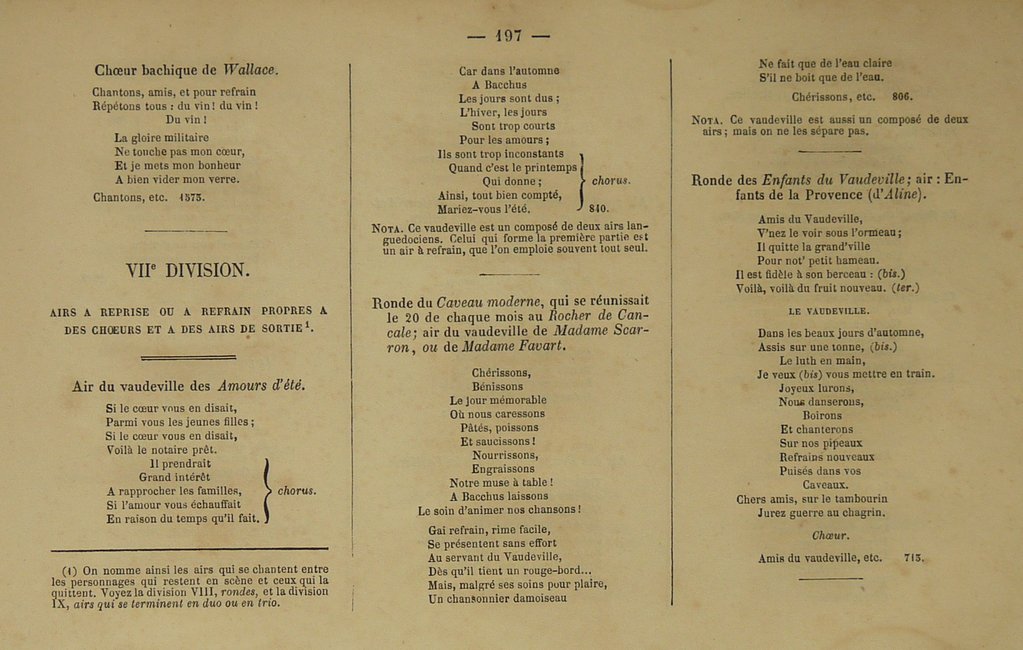 — 197 —
Chœur bachique de Wallace.
Chantons, amis, et pour refrain
Répétons tous : du vin! du vin!
Du vin!
La gloire militaire
Ne touche pas mon cœur,
Et je mets mon bonheur
A bien vider mon verre.
Chantons, etc. 1573.
VIIe DIVISION.
AIRS A REPRISE OU A REFRAIN PROPRES A
DES CHŒURS ET A DES AIRS DE SORTIE1.
Air du vaudeville des Amours d'été.
Si le cœur vous en disait,
Parmi vous les jeunes filles;
Si le cœur vous en disait,
Voilà le notaire prêt.
Il prendrait
Grand intérêt
A rapprocher les familles,
Si l'amour vous échauffait
En raison du temps qu'il fait.
chorus.
(1) On nomme ainsi les airs qui se chantent entre
les personnages qui restent en scène et ceux qui la
quittent. Voyez la division VIII, rondes, et la division
IX, airs qui se terminent en duo ou en trio.
Car dans l'automne
A Bacchus
Les jours sont dus;
L'hiver, les jours
Sont trop courts
Pour les amours;
Ils sont trop inconstants
Quand c'est le printemps
Qui donne;
Ainsi, tout bien compté,
Mariez-vous l'été.
chorus.
810.
NOTA. Ce vaudeville est un composé de deux airs lan-
guedociens. Celui qui forme la première partie est
un air à refrain, que l'on emploie souvent tout seul.
Ronde du Caveau moderne, qui se réunissait
le 20 de chaque mois au Rocher de Can-
cale; air du vaudeville de Madame Scar-
ron, ou de Madame Favart.
Chérissons,
Bénissons
Le jour mémorable
Où nous caressons
Pâtés, poissons
Et saucissons!
Nourrissons,
Engraissons
Notre muse à table!
A Bacchus laissons
Le soin d'animer nos chansons!
Gai refrain, rime facile,
Se présentent sans effort
Au servant du Vaudeville,
Dès qu'il tient un rouge-bord...
Mais, malgré ses soins pour plaire,
Un chansonnier damoiseau
Ne fait que de l'eau claire
S'il ne boit que de l'eau.
Chérissons, etc. 806.
NOTA. Ce vaudeville est aussi un composé de deux
airs; mais on ne les sépare pas.
Ronde des Enfants du Vaudeville; air : En-
fants de la Provence (d'Aline).
Amis du Vaudeville,
V'nez le voir sous l'ormeau;
Il quitte la grand'ville
Pour not' petit hameau.
Il est fidèle à son berceau : (bis.)
Voilà, voilà du fruit nouveau. (ter.)
LE VAUDEVILLE.
Dans les beaux jours d'automne,
Assis sur une tonne, (bis.)
Le luth en main,
Je veux (bis) vous mettre en train.
Joyeux lurons,
Nous danserons,
Boirons
Et chanterons
Sur nos pipeaux
Refrains nouveaux
Puisés dans vos
Caveaux.
Chers amis, sur le tambourin
Jurez guerre au chagrin.
Chœur.
Amis du vaudeville, etc. 715.